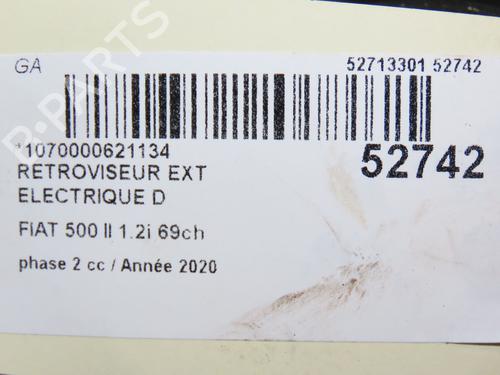 GA
52713301 52742
*1070000621134
52742
RETROVISEUR EXT
ELECTRIQUE D
FIAT 500 II 1.2i 69ch
phase 2 cc / Année 2020
B-PARTS